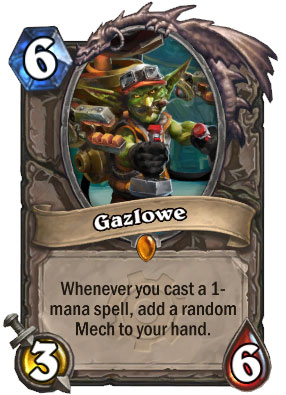 6
Gazlowe
Whenever you cast a 1-
mana spell, add a random
Mech to your hand.
3 6